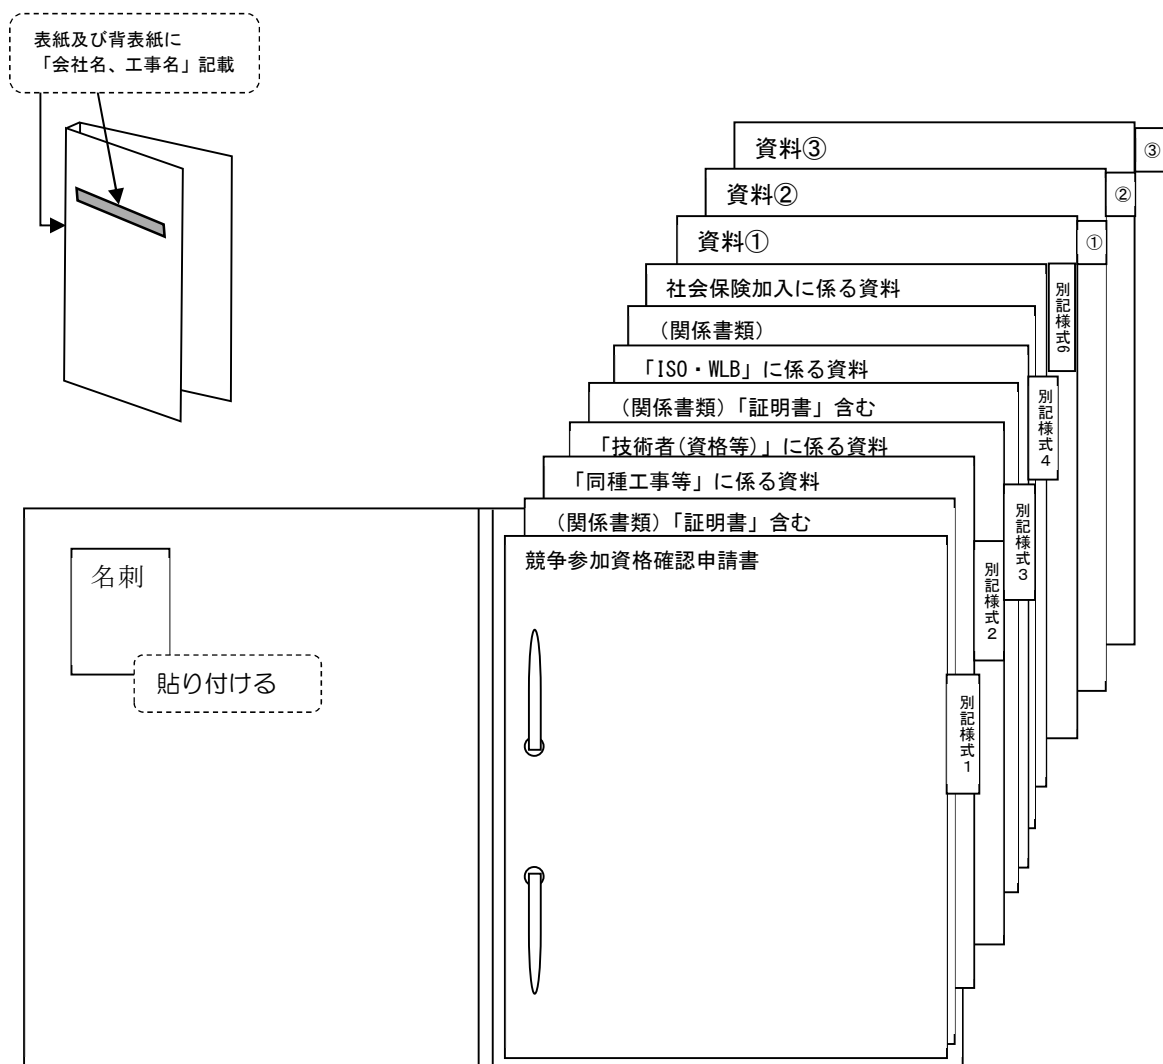 表紙及び背表紙に
「会社名、工事名」記載
資料③
③
資料②
②
資料①
①
社会保険加入に係る資料
別記様式6
（関係書類）
「ISO・WLB」に係る資料
別記様式4
（関係書類）「証明書」含む
「技術者（資格等）」に係る資料
別記様式3
「同種工事等」に係る資料
別記様式2
（関係書類）「証明書」含む
競争参加資格確認申請書
別記様式1
名刺
貼り付ける